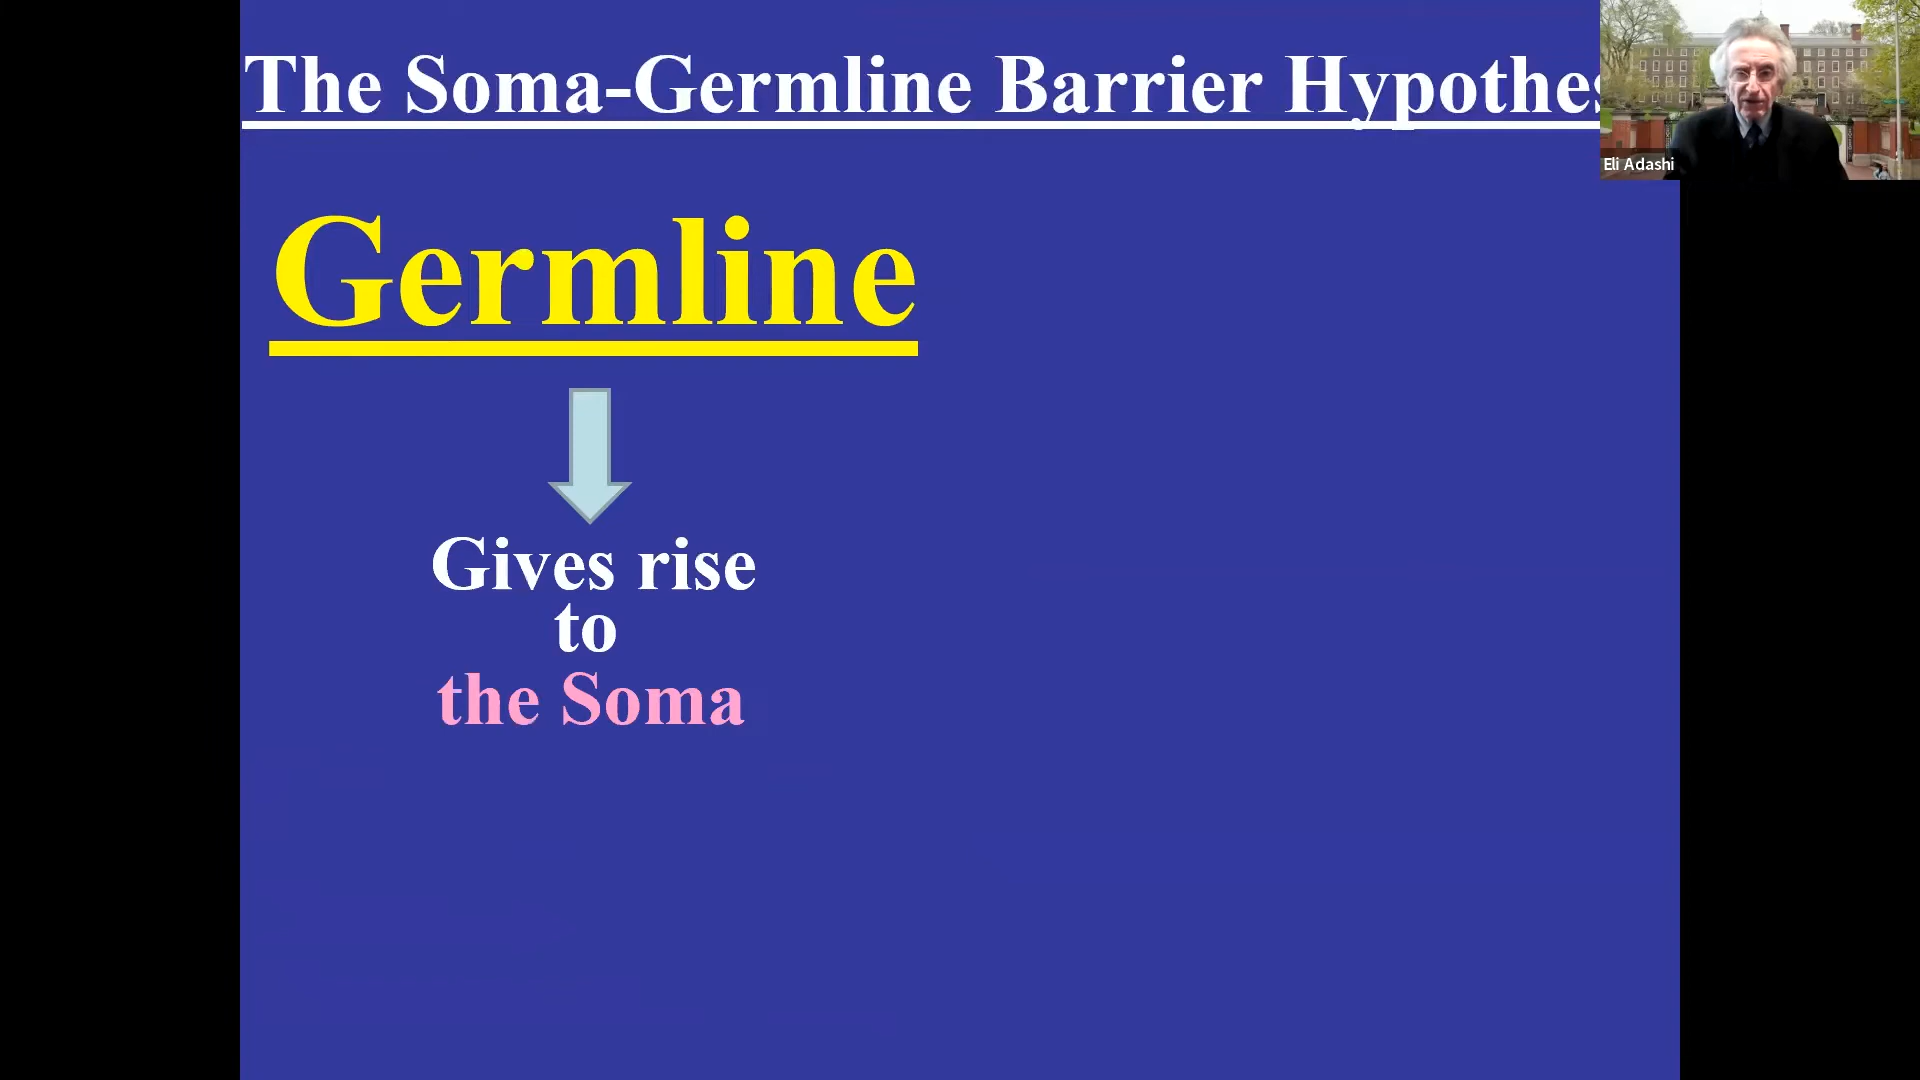 The Soma-Germline Barrier Hypothes
Eli Adashi
Germline
Gives rise
to
the Soma